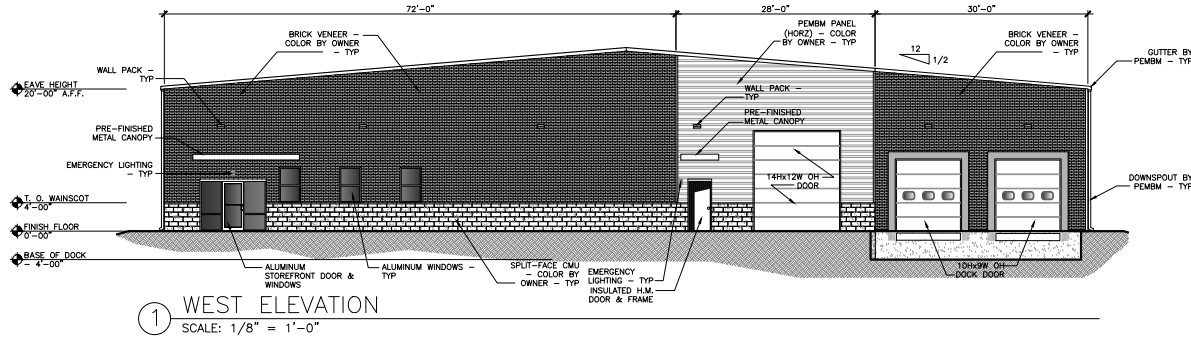 72'-0"
28'-0"
30'-0"
BRICK VENEER -
COLOR BY OWNER
- TYP
PEMBM PANEL
(HORZ) - COLOR
BY OWNER - TYP
12
1/2
BRICK VENEER -
COLOR BY OWNER
- TYP
GUTTER BY
PEMBM - TYP
WALL PACK -
TYP
EAVE HEIGHT
20'-00" A.F.F.
WALL PACK -
TYP
PRE-FINISHED
METAL CANOPY
PRE-FINISHED
METAL CANOPY
EMERGENCY LIGHTING
- TYP
14Hx12W OH
DOOR
DOWNSPOUT BY
PEMBM - TYP
T. O. WAINSCOT
4'-00"
FINISH FLOOR
0'-00"
BASE OF DOCK
- 4'-00"
ALUMINUM
STOREFRONT DOOR &
WINDOWS
ALUMINUM WINDOWS -
TYP
SPLIT-FACE CMU
- COLOR BY
OWNER - TYP
EMERGENCY
LIGHTING - TYP
INSULATED H.M.
DOOR & FRAME
10Hx9W OH
DOCK DOOR
1
WEST ELEVATION
SCALE: 1/8" = 1'-0"